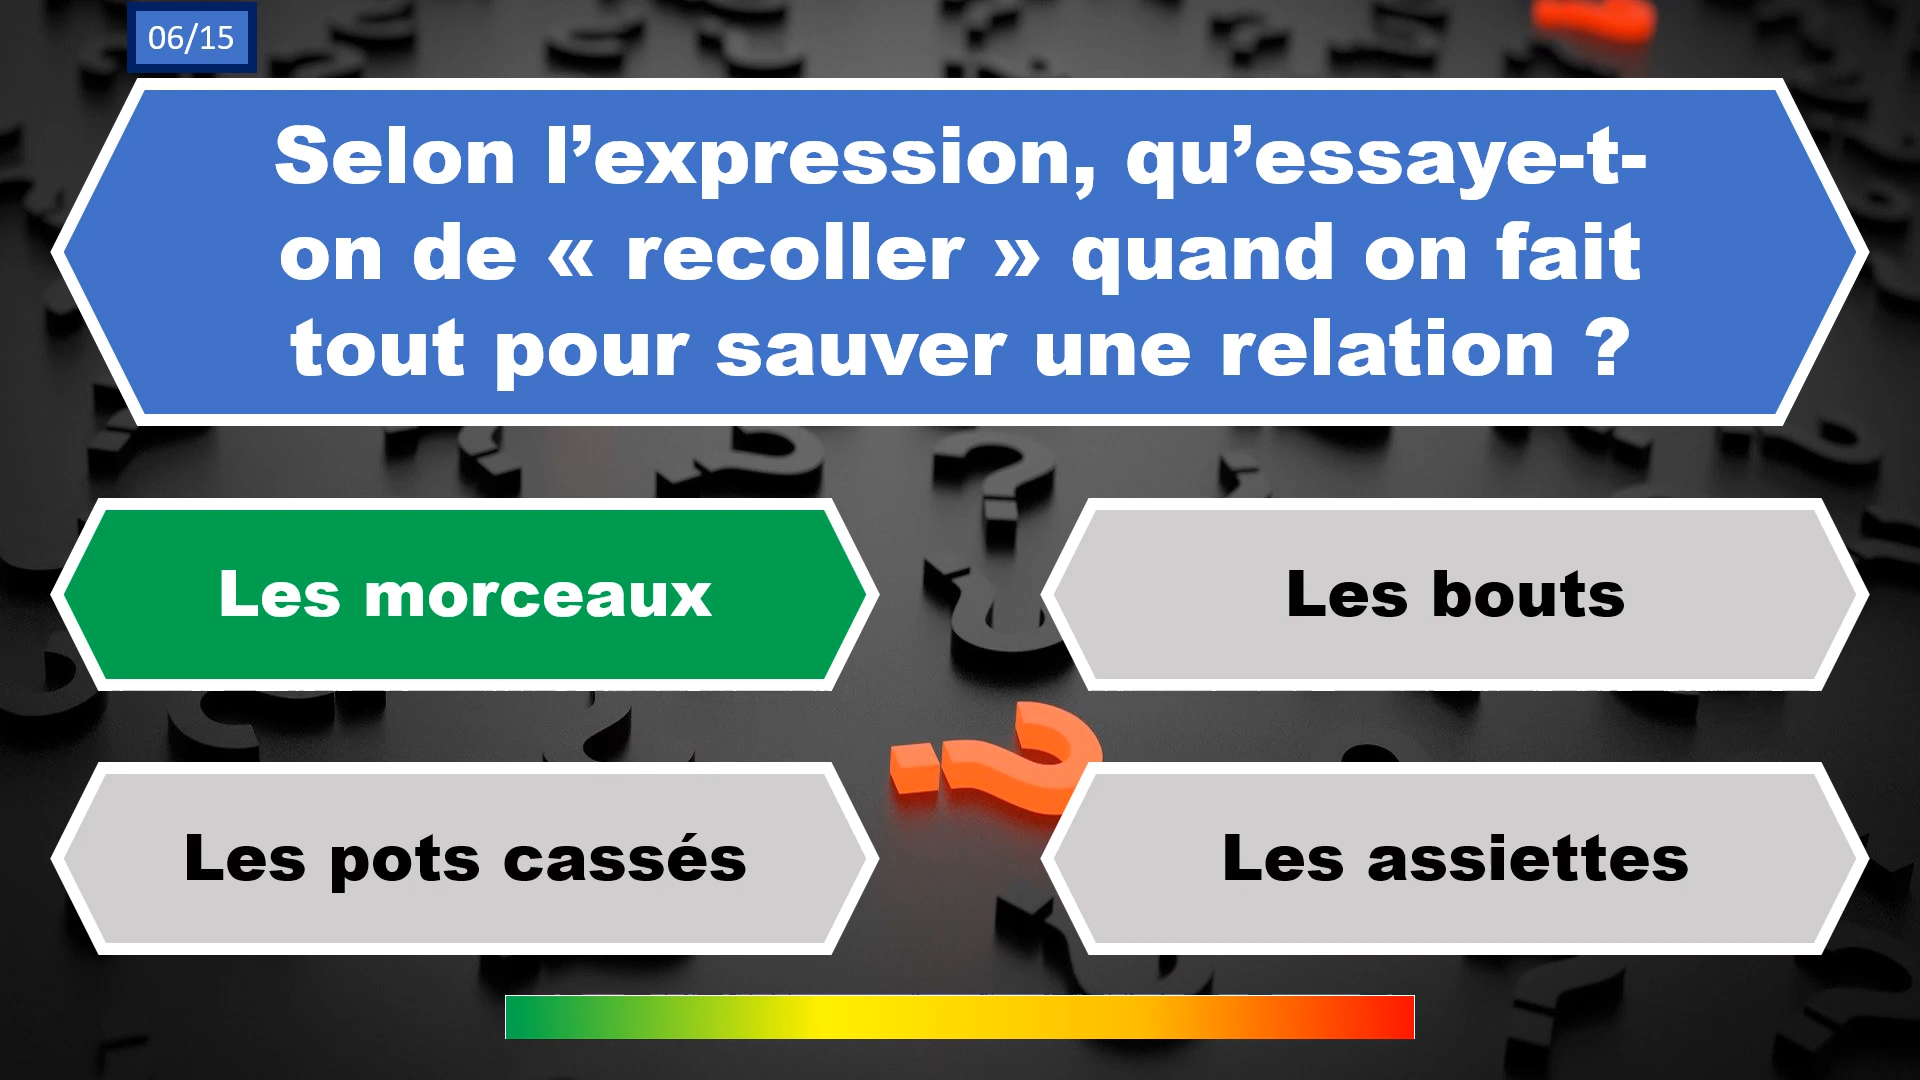 06/15
Selon l’expression, qu’essaye-t-
on de « recoller » quand on fait
tout pour sauver une relation ?
Les morceaux
Les bouts
Les pots cassés
Les assiettes